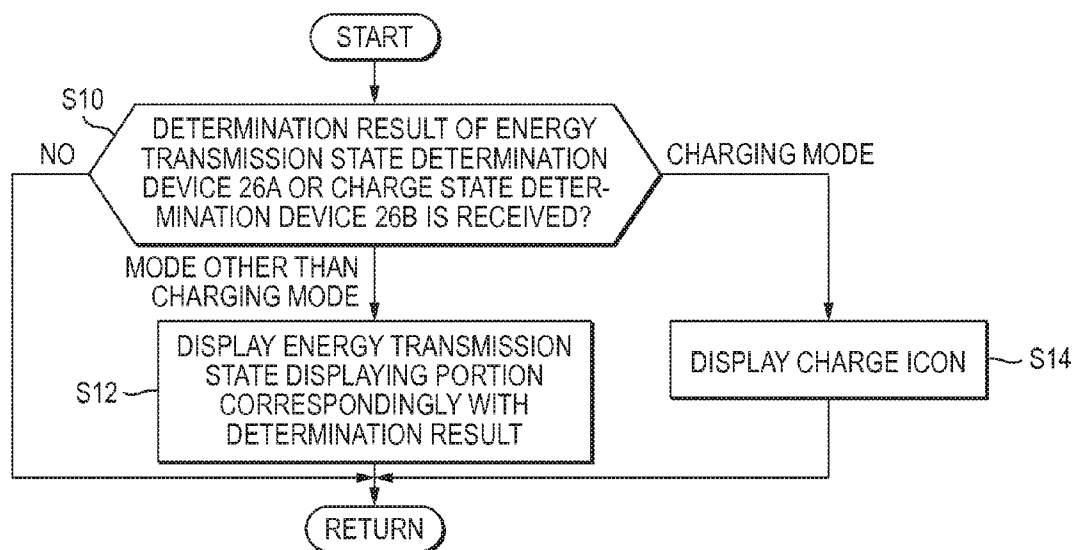 START
S10
NO
DETERMINATION RESULT OF ENERGY
TRANSMISSION STATE DETERMINATION
DEVICE 26A OR CHARGE STATE DETER-
MINATION DEVICE 26B IS RECEIVED?
CHARGING MODE
MODE OTHER THAN
CHARGING MODE
S12
DISPLAY ENERGY TRANSMISSION
STATE DISPLAYING PORTION
CORRESPONDINGLY WITH
DETERMINATION RESULT
DISPLAY CHARGE ICON
S14
RETURN